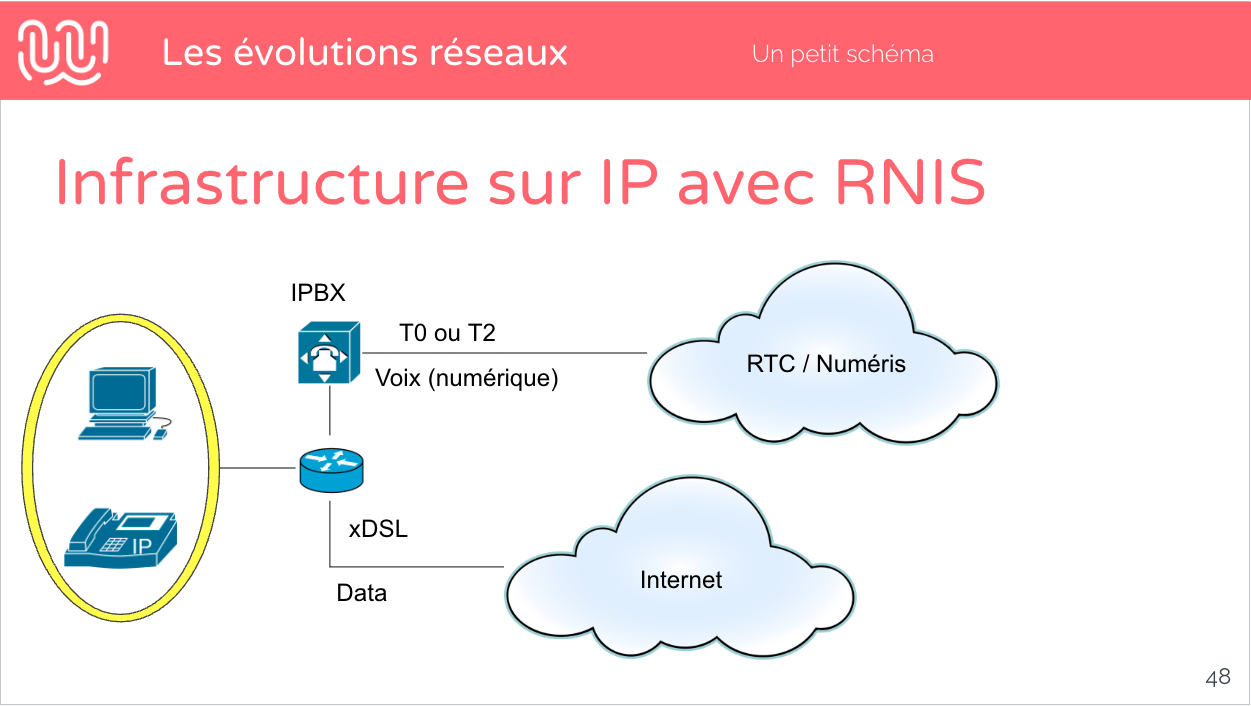 Les évolutions réseaux
Un petit schéma
Infrastructure sur IP avec RNIS
IPBX
T0 ou T2
Voix (numérique)
RTC / Numéris
IP
xDSL
Data
Internet
48